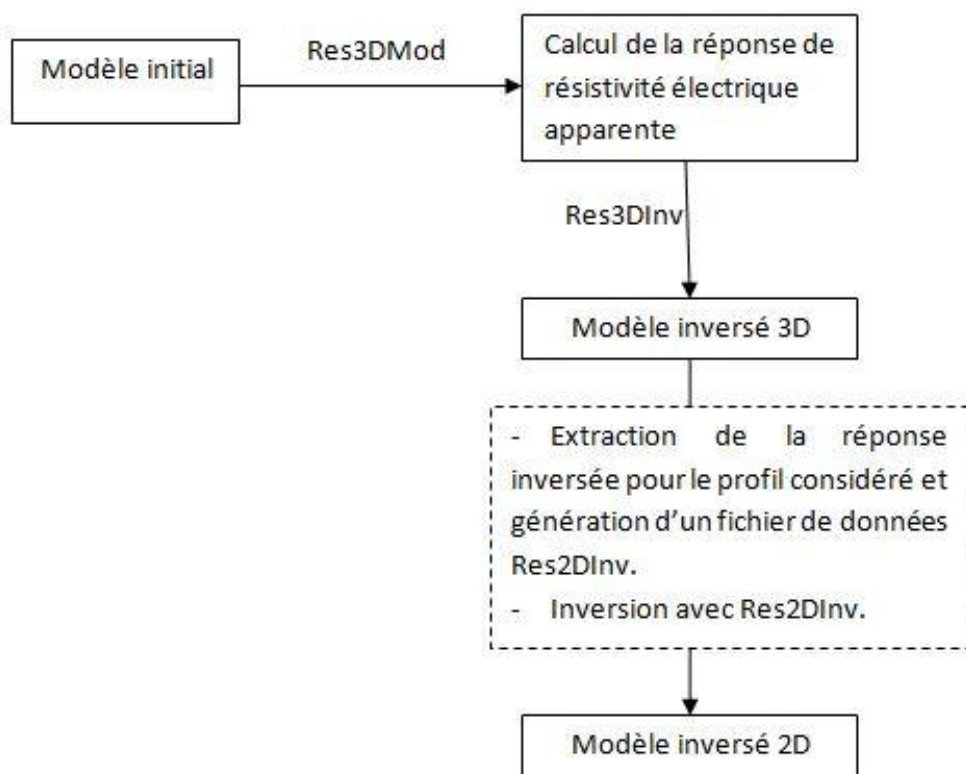 Modèle initial
Res3DMod
Calcul de la réponse de
résistivité électrique
apparente
Res3DInv
Modèle inversé 3D
- Extraction de la réponse
inversée pour le profil considéré et
génération d'un fichier de données
Res2DInv.
- Inversion avec Res2DInv.
Modèle inversé 2D